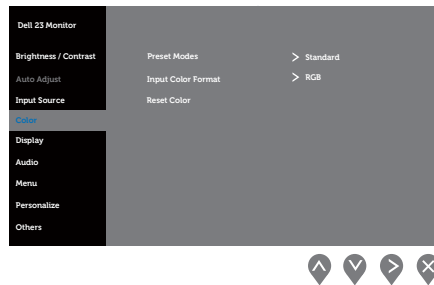 Dell 23 Monitor
Brightness / Contrast
Auto Adjust
Input Source
Color
Display
Audio
Menu
Personalize
Others
Preset Modes > Standard
Input Color Format > RGB
Reset Color